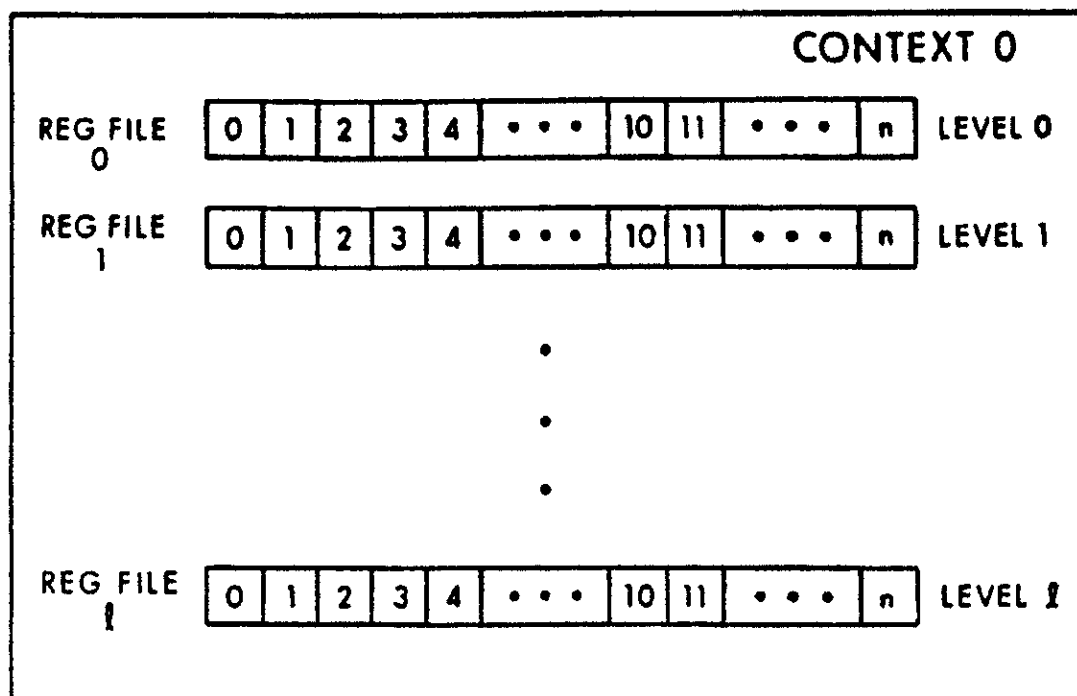 CONTEXT 0
REG FILE 0 0 1 2 3 4 • • • 10 11 • • • n LEVEL 0
REG FILE 1 0 1 2 3 4 • • • 10 11 • • • n LEVEL 1
•
•
•
REG FILE ℓ 0 1 2 3 4 • • • 10 11 • • • n LEVEL ℓ